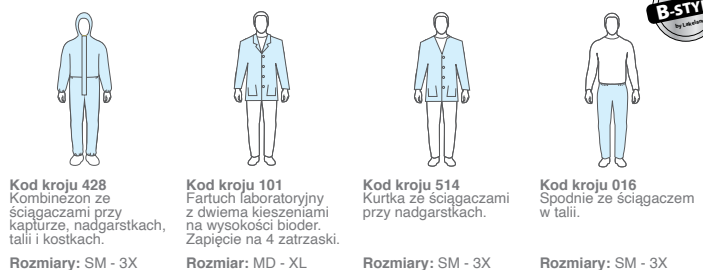 B-STYL
by Lakeland
Kod kroju 428
Kombinezon ze
ściągaczami przy
kapturze, nadgarstkach,
talii i kostkach.
Rozmiary: SM - 3X
Kod kroju 101
Fartuch laboratoryjny
z dwiema kieszeniami
na wysokości bioder.
Zapięcie na 4 zatrzaski.
Rozmiar: MD - XL
Kod kroju 514
Kurtka ze ściągaczami
przy nadgarstkach.
Rozmiary: SM - 3X
Kod kroju 016
Spodnie ze ściągaczem
w talii.
Rozmiary: SM - 3X